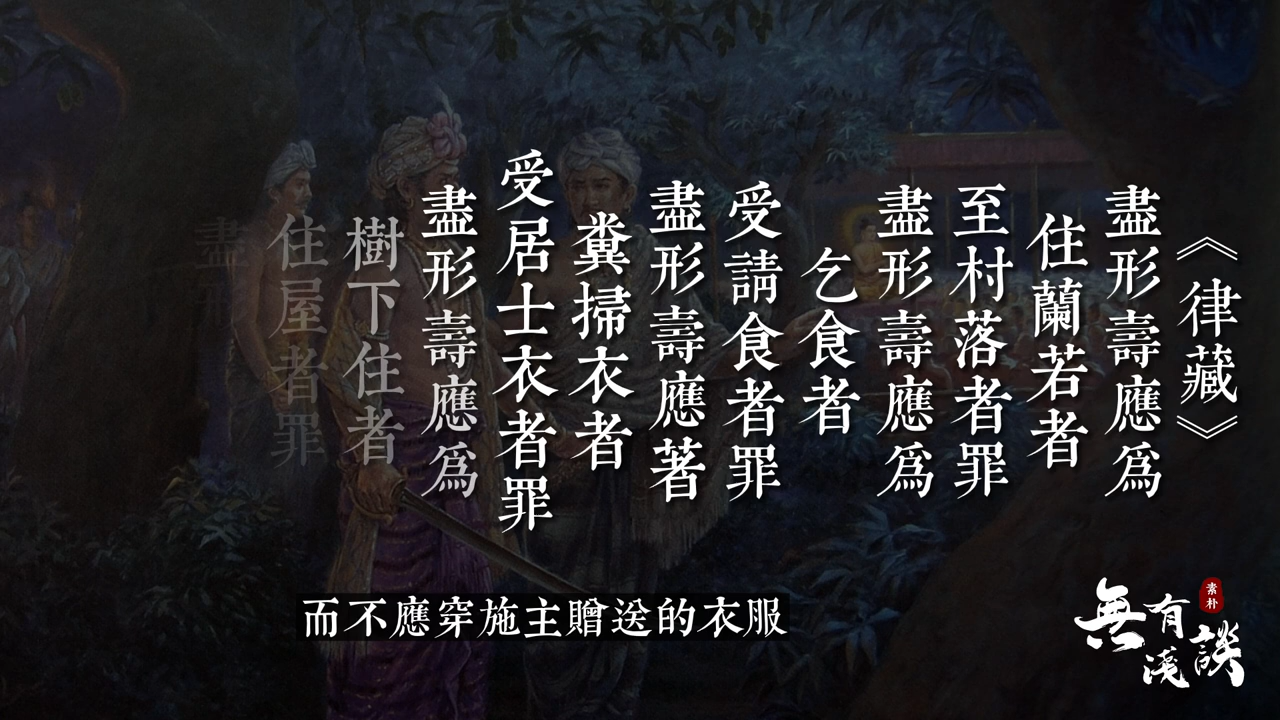 《律藏》
盡形壽應爲
住蘭若者
至村落者罪
盡形壽應爲
乞食者
受請食者罪
盡形壽應著
糞掃衣者
受居士衣者罪
盡形壽應爲
樹下住者
住屋者罪
盡形
而不應穿施主贈送的衣服
素朴
無有淺談